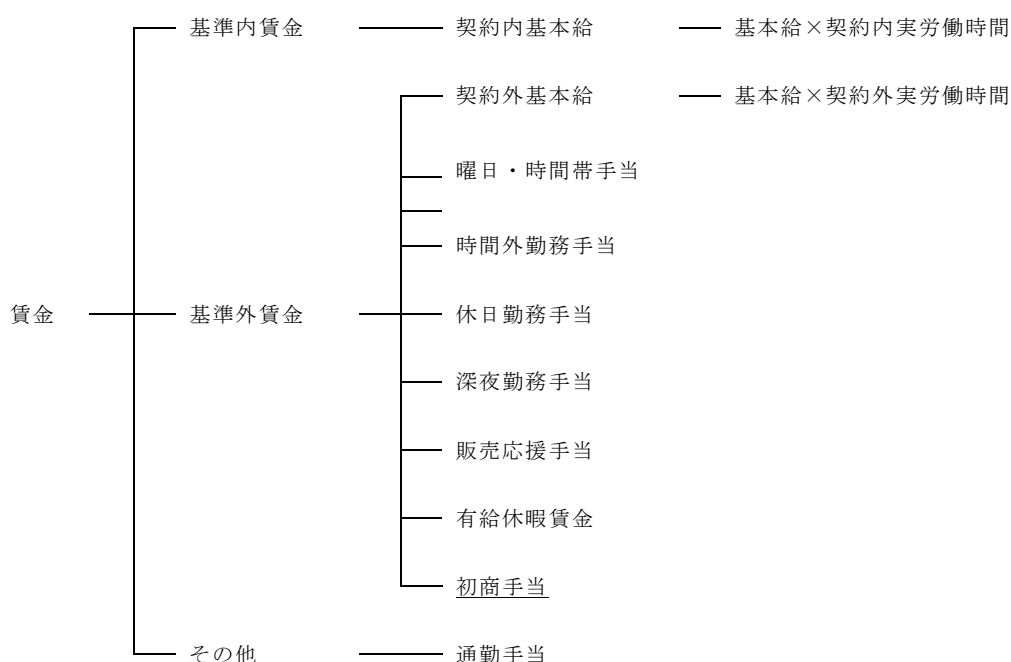 基準内賃金 契約内基本給 基本給×契約内実労働時間
契約外基本給 基本給×契約外実労働時間
曜日・時間帯手当
時間外勤務手当
賃金 基準外賃金 休日勤務手当
深夜勤務手当
販売応援手当
有給休暇賃金
初商手当
その他 通勤手当